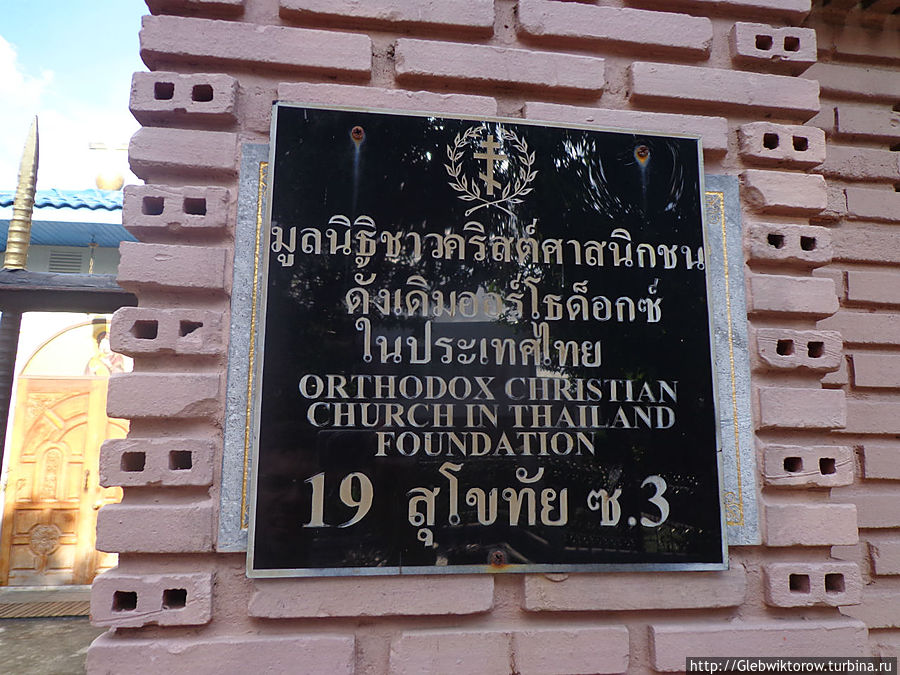 มูลนิธิชาวคริสต์ศาสนิกชน
ดั่งเดิมออร์โธด็อกซ์
ในประเทศไทย
ORTHODOX CHRISTIAN
CHURCH IN THAILAND
FOUNDATION
19 สุโขทัย ซ.3
http://Glebwiktorow.turbina.ru/